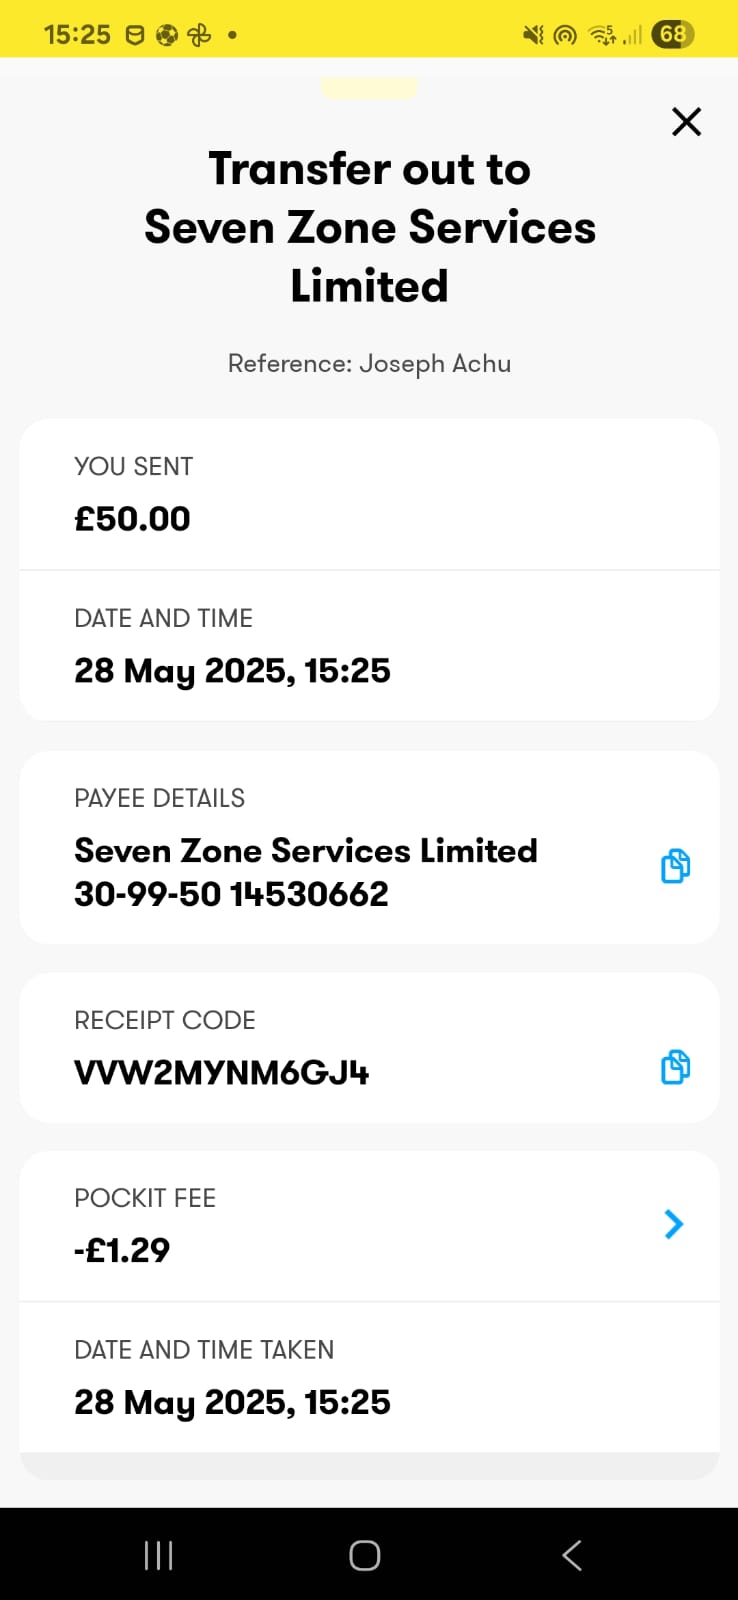 15:25
68
Transfer out to
Seven Zone Services
Limited
Reference: Joseph Achu
YOU SENT
£50.00
DATE AND TIME
28 May 2025, 15:25
PAYEE DETAILS
Seven Zone Services Limited
30-99-50 14530662
RECEIPT CODE
VVW2MYNM6GJ4
POCKIT FEE
-£1.29
DATE AND TIME TAKEN
28 May 2025, 15:25